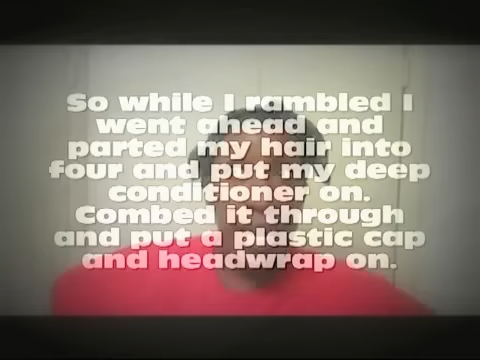 So while I rambled I
went ahead and
parted my hair into
four and put my deep
conditioner on.
Combed it through
and put a plastic cap
and headwrap on.